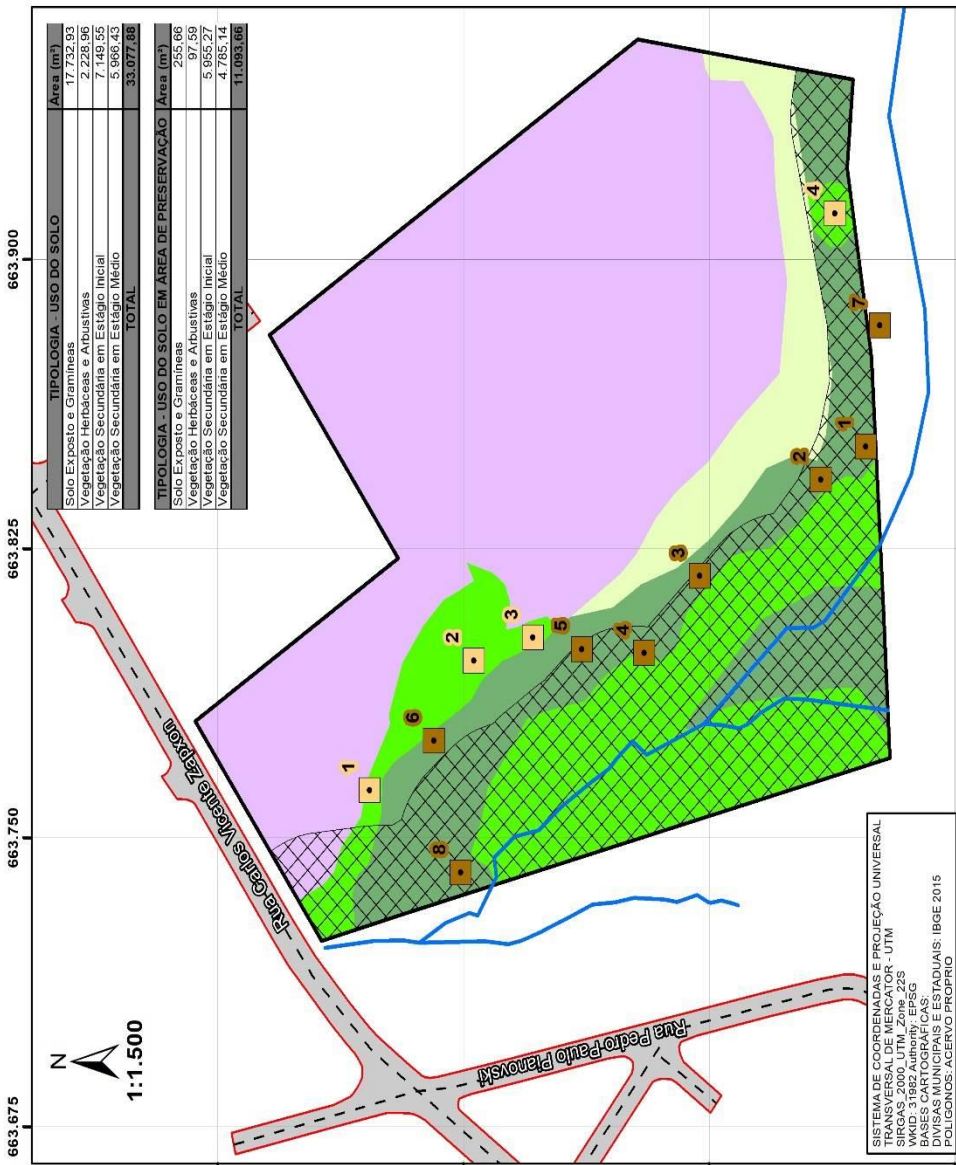 N
1:1.500
663.675
663.750
663.825
663.900
Rua Carlos Vicente Zapxon
Rua Pedro Paulo Pianovski
TIPOLOGIA - USO DO SOLO Área (m²)
Solo Exposto e Gramíneas 17.732,93
Vegetação Herbáceas e Arbustivas 2.228,96
Vegetação Secundária em Estágio Inicial 7.149,55
Vegetação Secundária em Estágio Médio 5.966,43
TOTAL 33.077,88
TIPOLOGIA - USO DO SOLO EM ÁREA DE PRESERVAÇÃO Área (m²)
Solo Exposto e Gramíneas 255,66
Vegetação Herbáceas e Arbustivas 97,59
Vegetação Secundária em Estágio Inicial 5.955,27
Vegetação Secundária em Estágio Médio 4.785,14
TOTAL 11.093,66
1
2
3
4
8
6
5
4
3
2
1
7
SISTEMA DE COORDENADAS E PROJEÇÃO UNIVERSAL
TRANSVERSAL DE MERCATOR - UTM
SIRGAS_2000_UTM_Zone_22S
WKID: 31982 Authority: EPSG
BASES CARTOGRÁFICAS:
DIVISAS MUNICIPAIS E ESTADUAIS: IBGE 2015
POLIGONOS: ACERVO PROPRIO